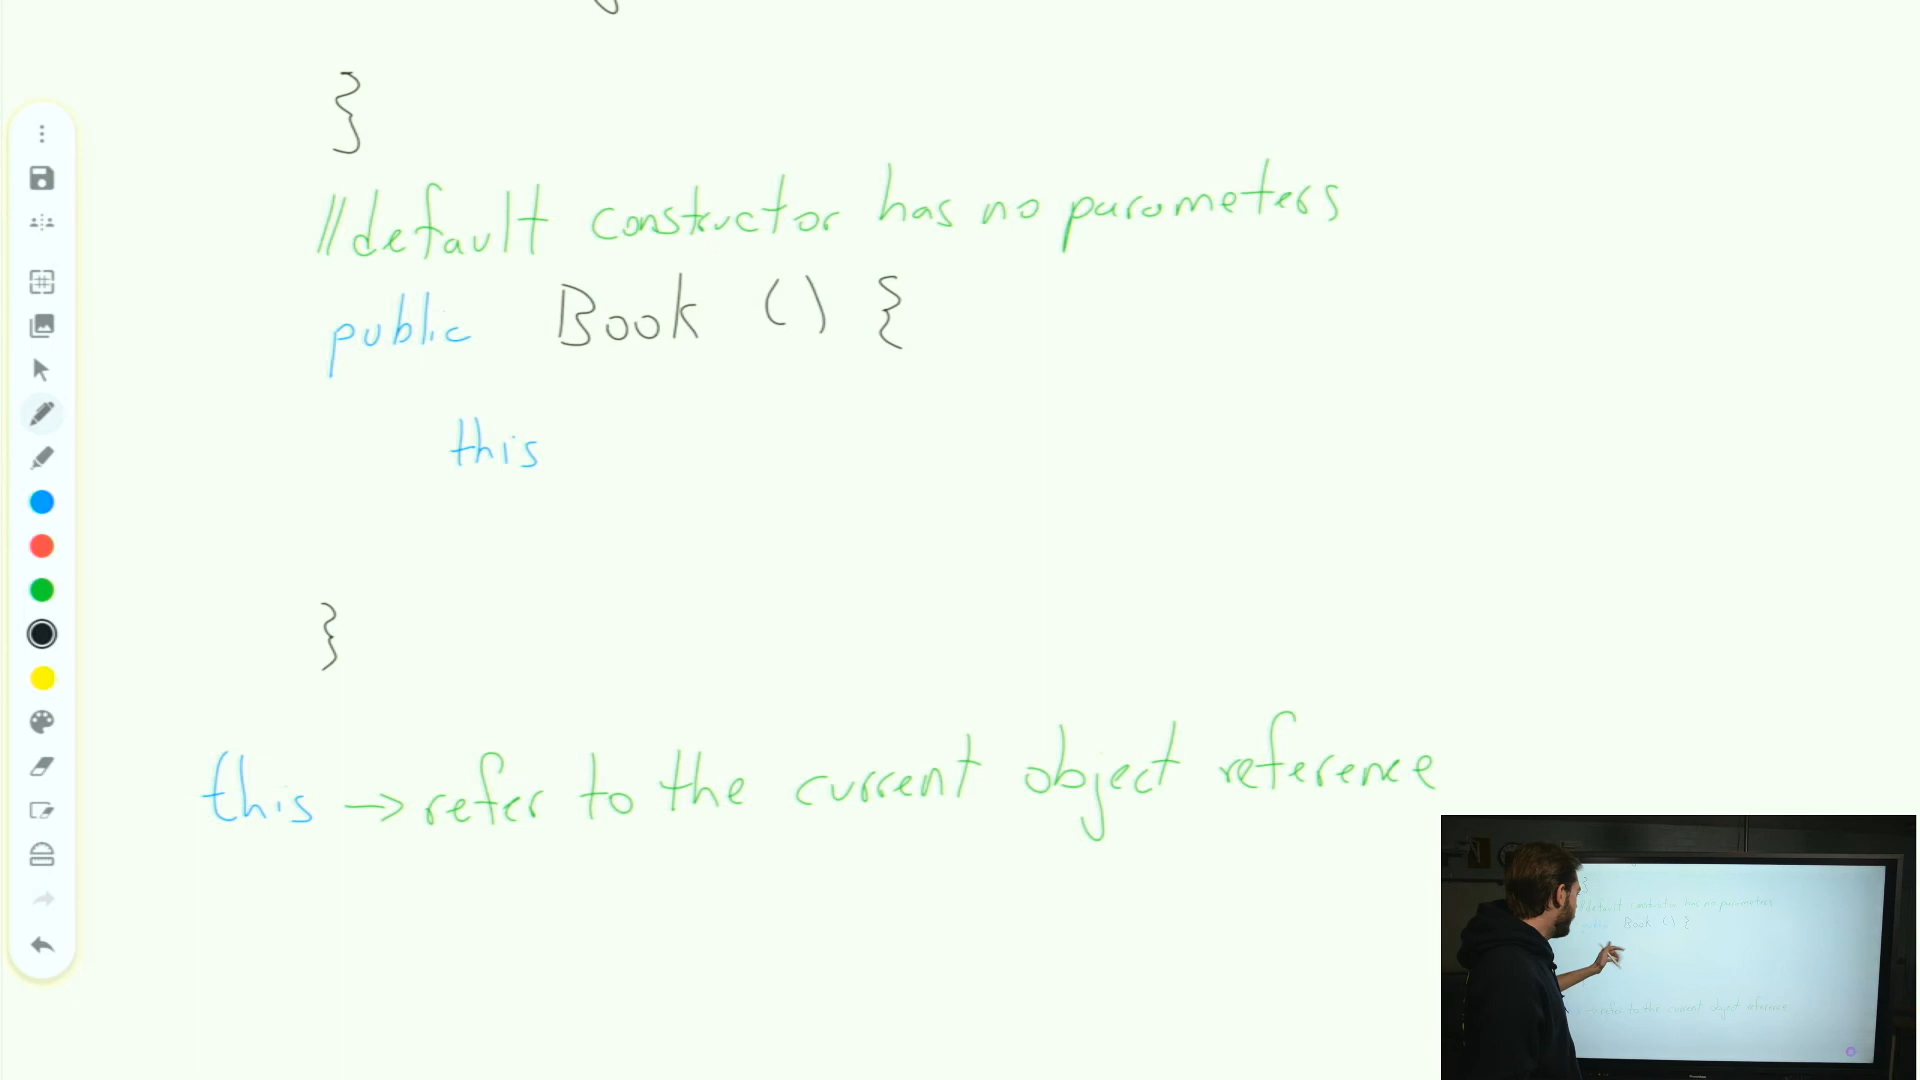 }
//default constructor has no parameters
public Book () {
this
}
this → refer to the current object reference